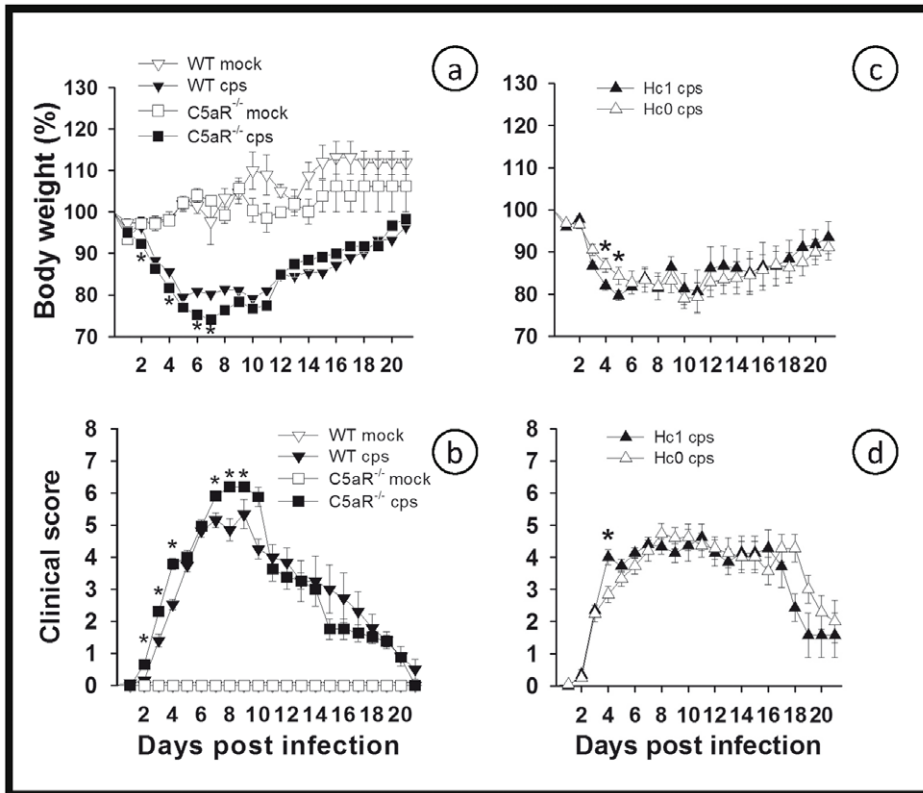 WT mock
WT cps
C5aR-/- mock
C5aR-/- cps
a
Body weight (%)
130
120
110
100
90
80
70
* * * *
2 4 6 8 10 12 14 16 18 20
Hc1 cps
Hc0 cps
c
130
120
110
100
90
80
70
* *
2 4 6 8 10 12 14 16 18 20
WT mock
WT cps
C5aR-/- mock
C5aR-/- cps
b
Clinical score
8
7
6
5
4
3
2
1
0
* * * * * *
2 4 6 8 10 12 14 16 18 20
Days post infection
Hc1 cps
Hc0 cps
d
8
7
6
5
4
3
2
1
0
*
2 4 6 8 10 12 14 16 18 20
Days post infection